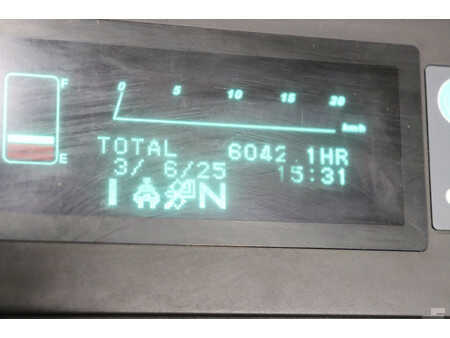 F
0 5 10 15 20
km/h
E
TOTAL 6042.1HR
3/ 6/25 15:31
I N